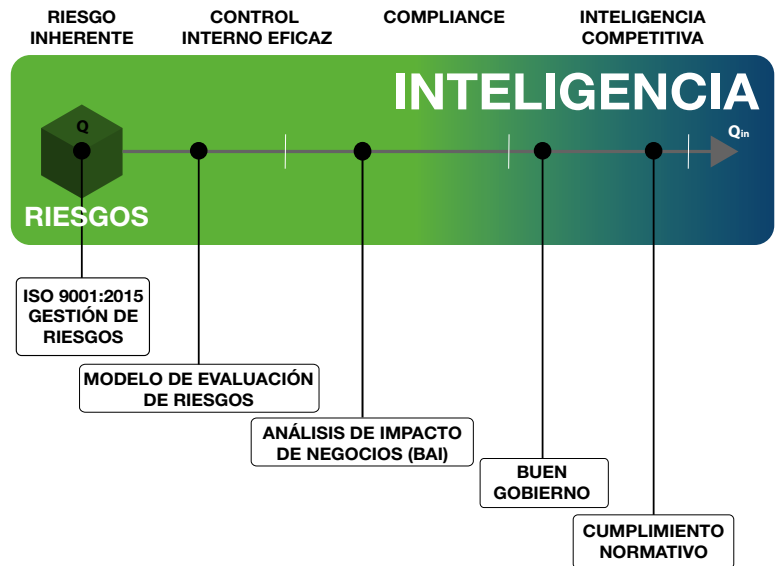 RIESGO
INHERENTE
CONTROL
INTERNO EFICAZ
COMPLIANCE
INTELIGENCIA
COMPETITIVA
INTELIGENCIA
Q
Qin
RIESGOS
ISO 9001:2015
GESTIÓN DE
RIESGOS
MODELO DE EVALUACIÓN
DE RIESGOS
ANÁLISIS DE IMPACTO
DE NEGOCIOS (BAI)
BUEN
GOBIERNO
CUMPLIMIENTO
NORMATIVO